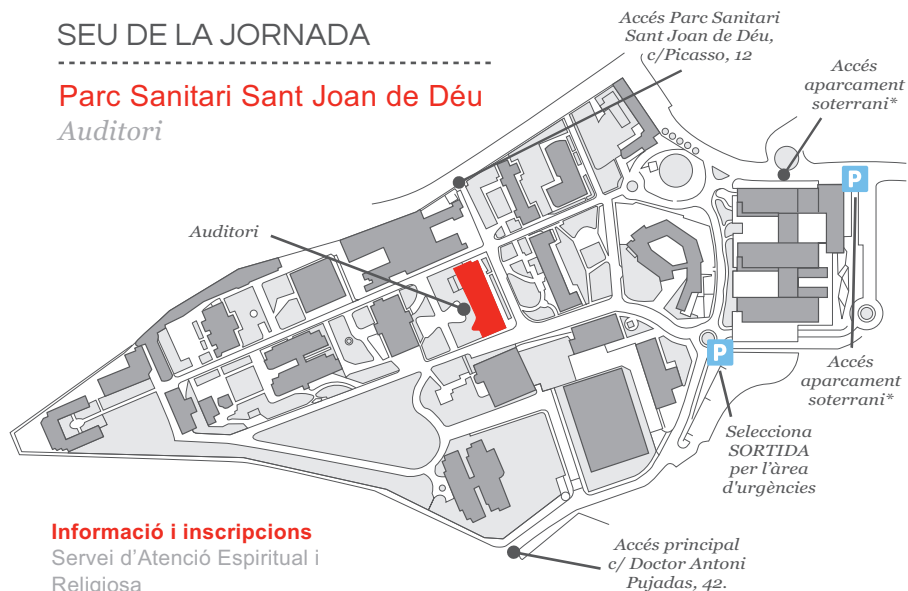 SEU DE LA JORNADA
Parc Sanitari Sant Joan de Déu
Auditori
Accés Parc Sanitari
Sant Joan de Déu,
c/Picasso, 12
Accés
aparcament
soterrani*
P
Auditori
P
Accés
aparcament
soterrani*
Selecciona
SORTIDA
per l'àrea
d'urgències
Accés principal
c/ Doctor Antoni
Pujadas, 42.
Informació i inscripcions
Servei d’Atenció Espiritual i
Religiosa